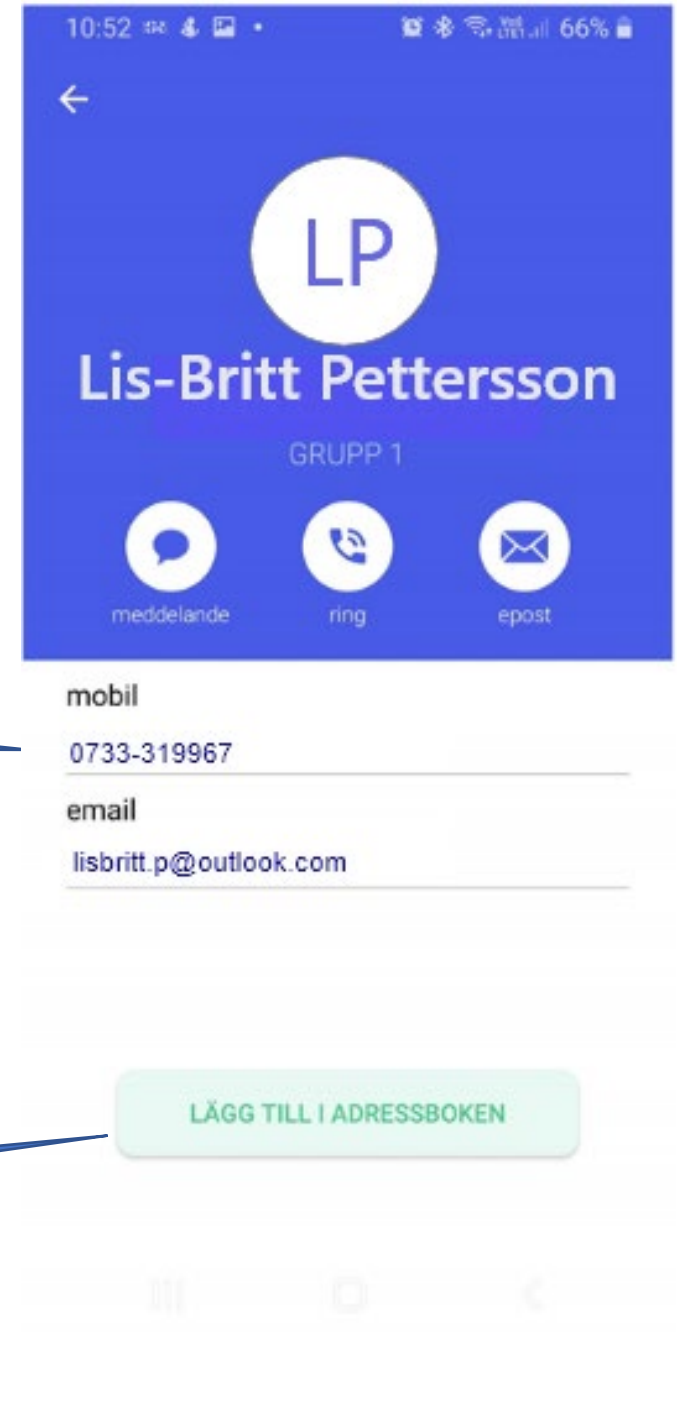 10:52
66%
LP
Lis-Britt Pettersson
GRUPP 1
meddelande ring epost
mobil
0733-319967
email
lisbritt.p@outlook.com
LÄGG TILL I ADRESSBOKEN